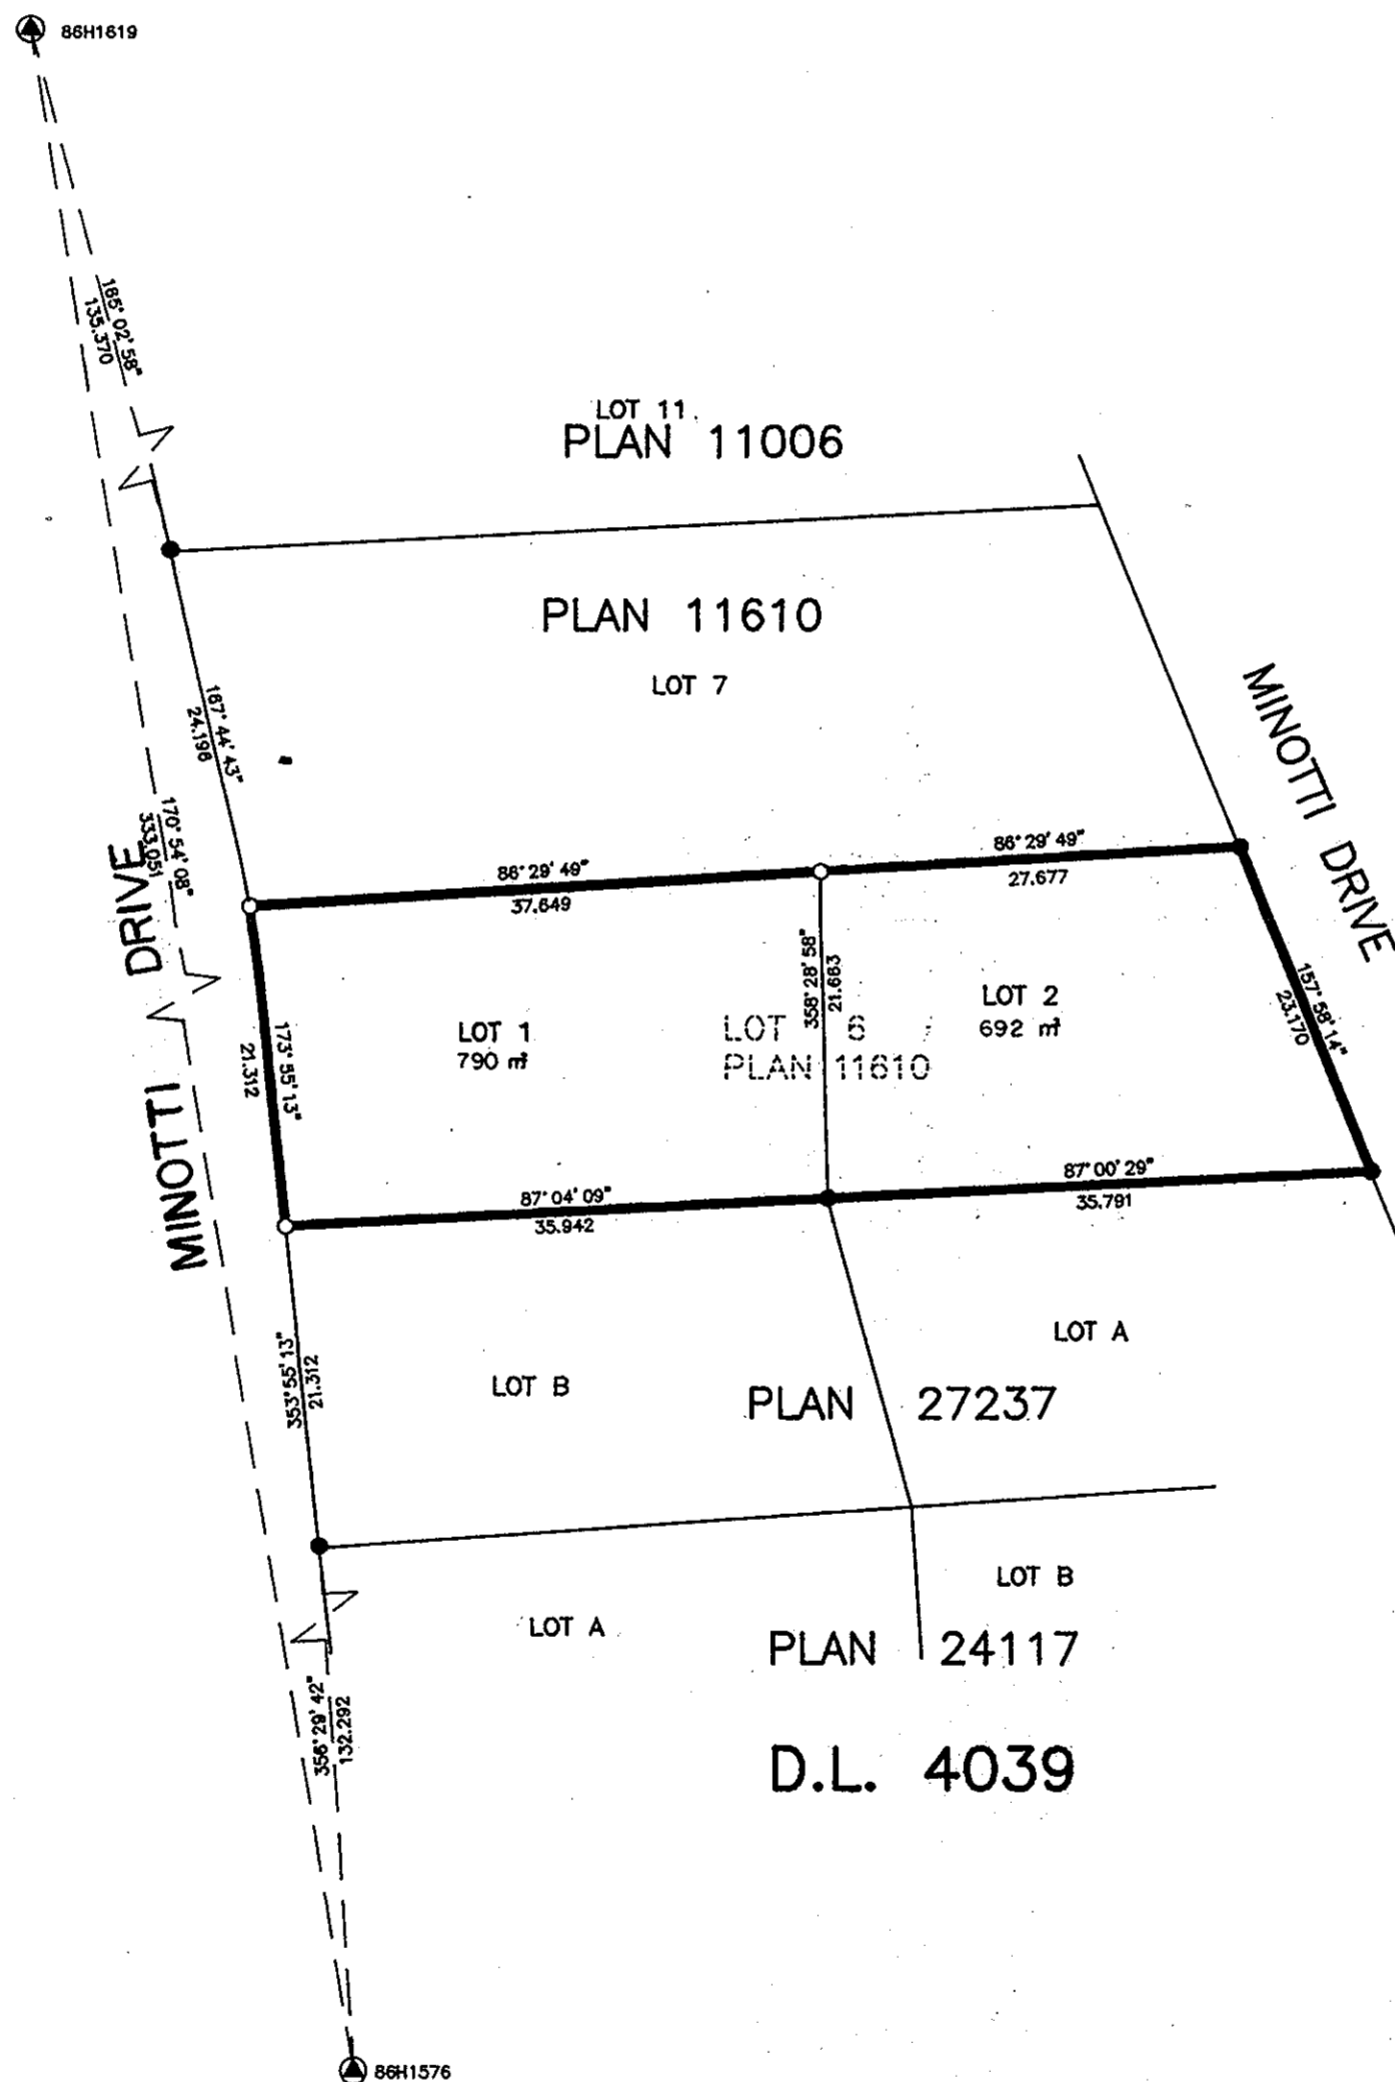 86H1619
165° 02' 58"
135.370
LOT 11
PLAN 11006
PLAN 11610
LOT 7
167° 44' 43"
24.198
170° 54' 08"
333.051
MINOTTI DRIVE
MINOTTI DRIVE
86° 29' 49"
37.649
86° 29' 49"
27.677
173° 55' 13"
21.312
LOT 1
790 m²
LOT 6
PLAN 11610
358° 28' 58"
21.663
LOT 2
692 m²
157° 58' 14"
23.170
87° 04' 09"
35.942
87° 00' 29"
35.791
353° 55' 13"
21.312
LOT B
LOT A
PLAN 27237
LOT A
LOT B
PLAN 24117
356° 29' 42"
132.292
D.L. 4039
86H1576